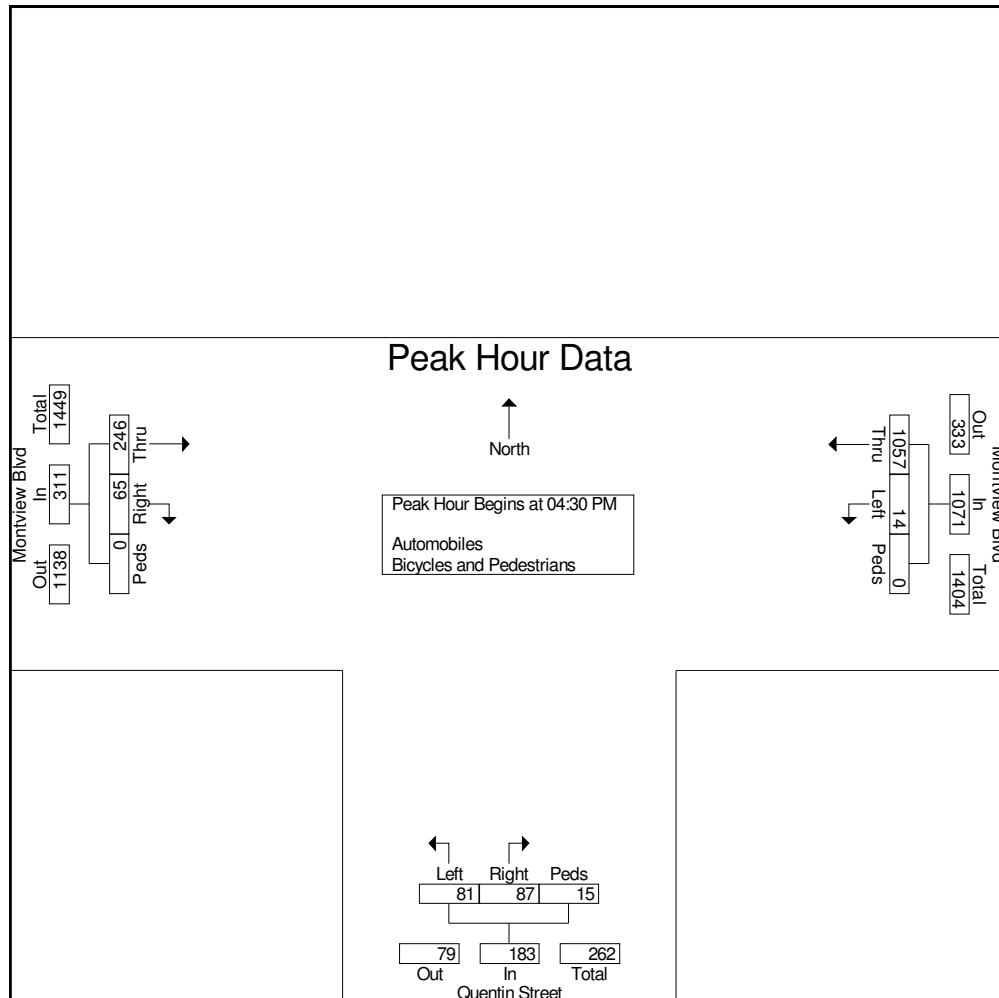 Peak Hour Data
North
Peak Hour Begins at 04:30 PM
Automobiles
Bicycles and Pedestrians
Montview Blvd
Total
1449
In
311
Out
1138
246
65
0
Thru
Right
Peds
1057
14
0
Thru
Left
Peds
Out
333
In
1071
Total
1404
Montview Blvd
Left Right Peds
81 87 15
79 183 262
Out In Total
Quentin Street